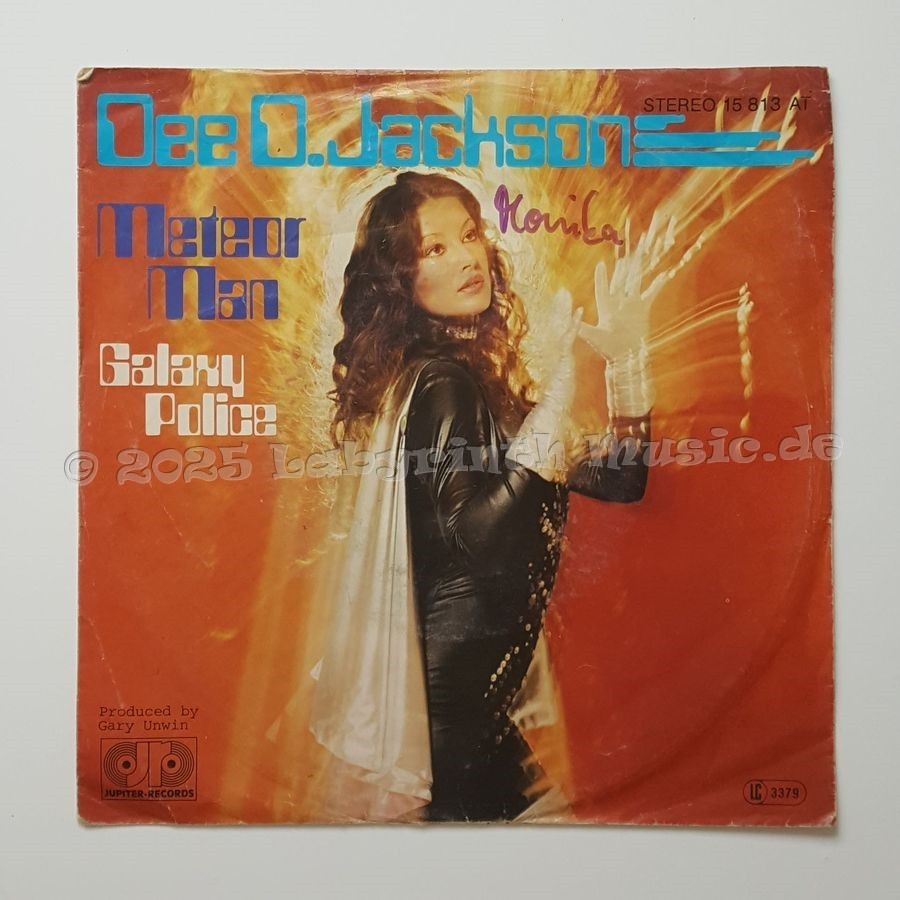 STEREO 15 813 AT
Dee D. Jackson
Monika
Meteor
Man
Galaxy
Police
© 2025 Labyrinth Music.de
Produced by
Gary Unwin
JUPITER-RECORDS
LC 3379